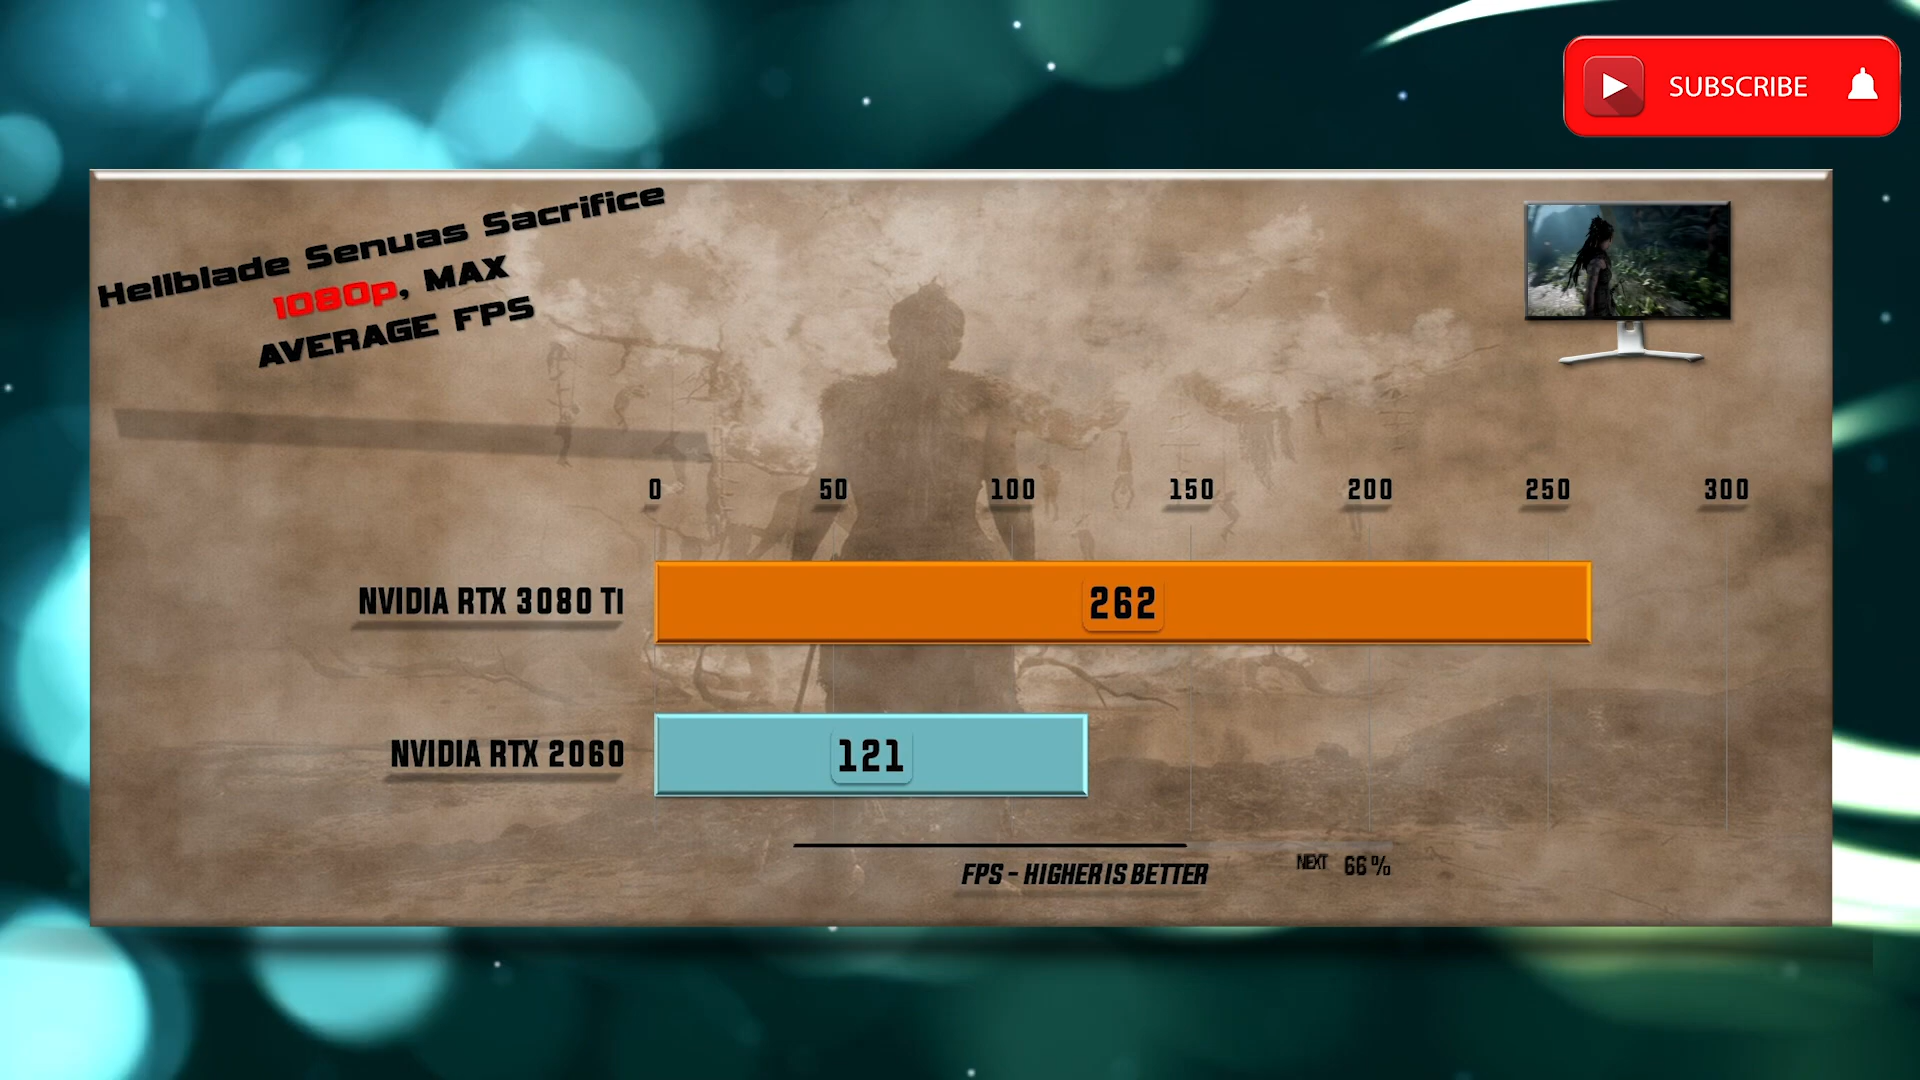 SUBSCRIBE
Hellblade Senuas Sacrifice
1080p, MAX
AVERAGE FPS
0 50 100 150 200 250 300
NVIDIA RTX 3080 TI 262
NVIDIA RTX 2060 121
FPS - HIGHER IS BETTER
NEXT 66%